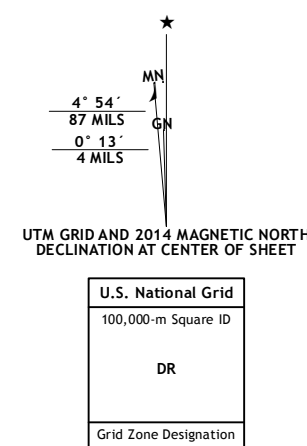 ★
MN
4° 54´
87 MILS
GN
0° 13´
4 MILS
UTM GRID AND 2014 MAGNETIC NORTH
DECLINATION AT CENTER OF SHEET
U.S. National Grid
100,000-m Square ID
DR
Grid Zone Designation